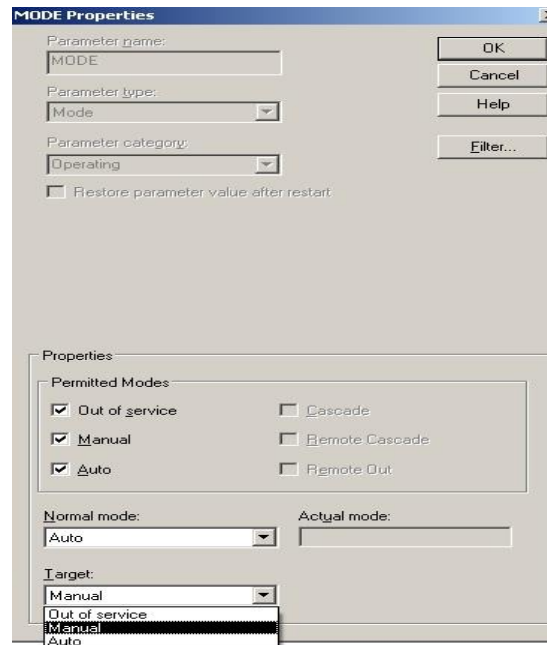 MODE Properties
Parameter name:
MODE
OK
Cancel
Parameter type:
Mode
Help
Parameter category:
Operating
Filter...
Restore parameter value after restart
Properties
Permitted Modes
Out of service
Cascade
Manual
Remote Cascade
Auto
Remote Out
Normal mode:
Actual mode:
Auto
Target:
Manual
Out of service
Manual
Auto